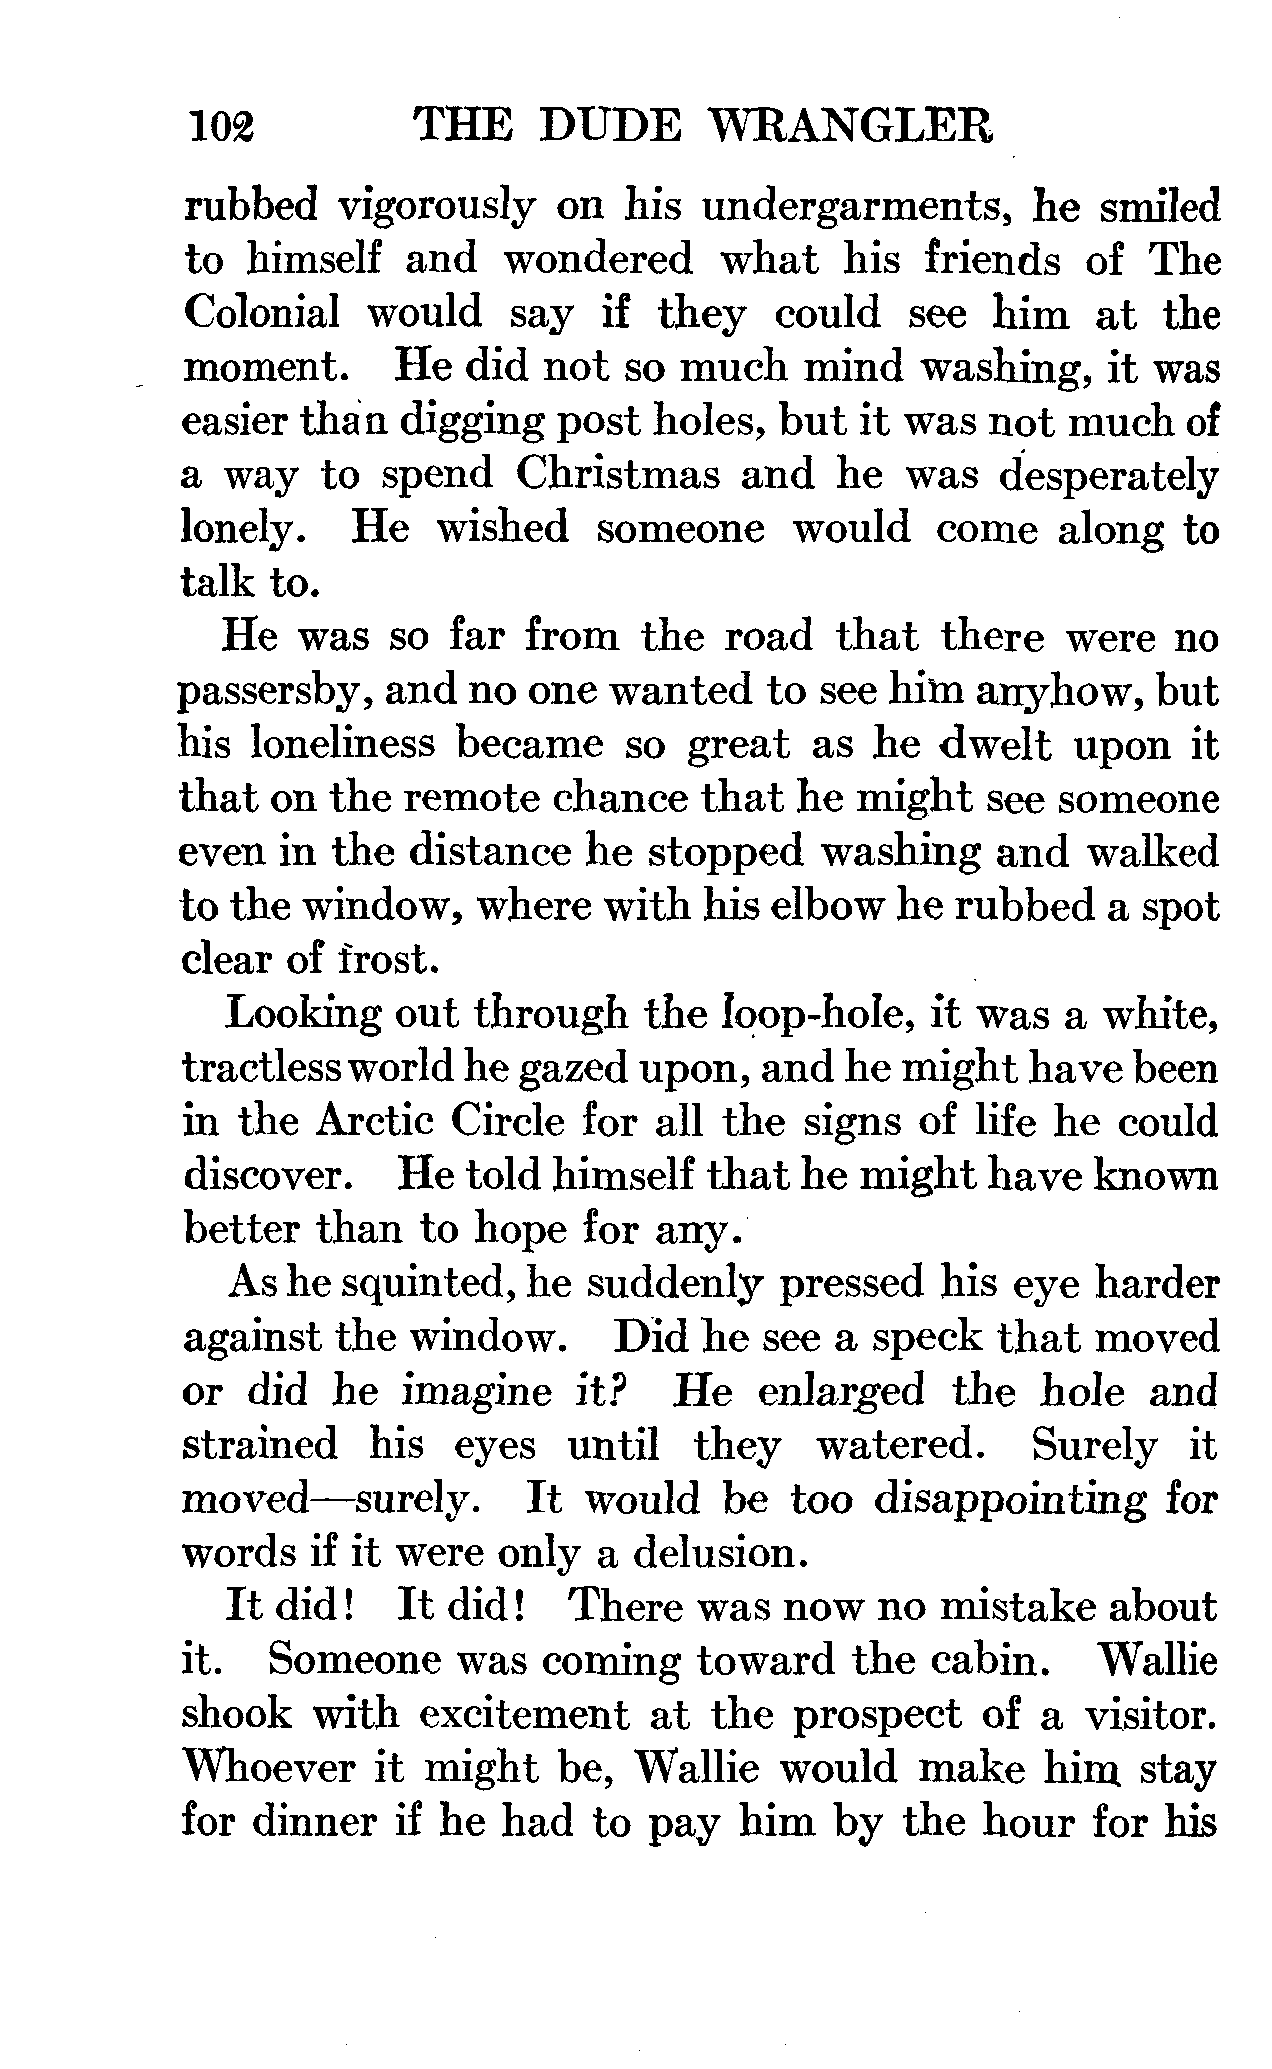 102 THE DUDE WRANGLER
rubbed vigorously on his undergarments, he smiled
to himself and wondered what his friends of The
Colonial would say if they could see him at the
moment. He did not so much mind washing, it was
easier than digging post holes, but it was not much of
a way to spend Christmas and he was desperately
lonely. He wished someone would come along to
talk to.
He was so far from the road that there were no
passersby, and no one wanted to see him anyhow, but
his loneliness became so great as he dwelt upon it
that on the remote chance that he might see someone
even in the distance he stopped washing and walked
to the window, where with his elbow he rubbed a spot
clear of frost.
Looking out through the loop-hole, it was a white,
tractless world he gazed upon, and he might have been
in the Arctic Circle for all the signs of life he could
discover. He told himself that he might have known
better than to hope for any.
As he squinted, he suddenly pressed his eye harder
against the window. Did he see a speck that moved
or did he imagine it? He enlarged the hole and
strained his eyes until they watered. Surely it
moved—surely. It would be too disappointing for
words if it were only a delusion.
It did! It did! There was now no mistake about
it. Someone was coming toward the cabin. Wallie
shook with excitement at the prospect of a visitor.
Whoever it might be, Wallie would make him stay
for dinner if he had to pay him by the hour for his